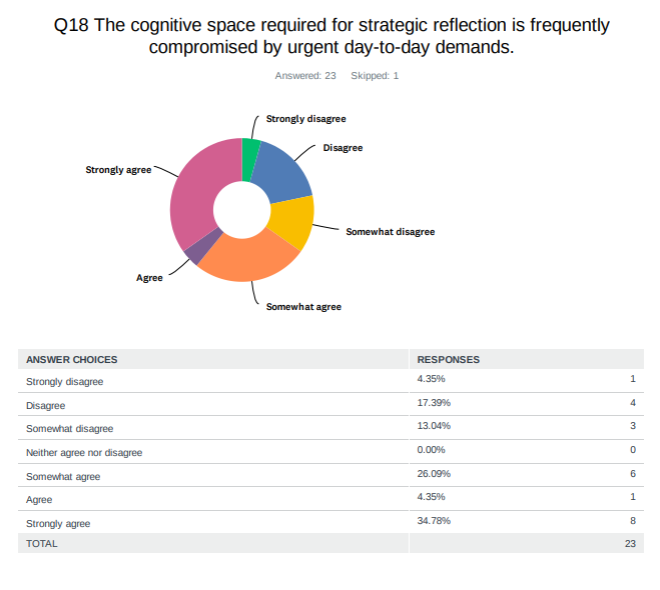 Q18 The cognitive space required for strategic reflection is frequently
compromised by urgent day-to-day demands.
Answered: 23 Skipped: 1
Strongly disagree
Disagree
Strongly agree
Somewhat disagree
Agree
Somewhat agree
ANSWER CHOICES RESPONSES
Strongly disagree 4.35% 1
Disagree 17.39% 4
Somewhat disagree 13.04% 3
Neither agree nor disagree 0.00% 0
Somewhat agree 26.09% 6
Agree 4.35% 1
Strongly agree 34.78% 8
TOTAL 23